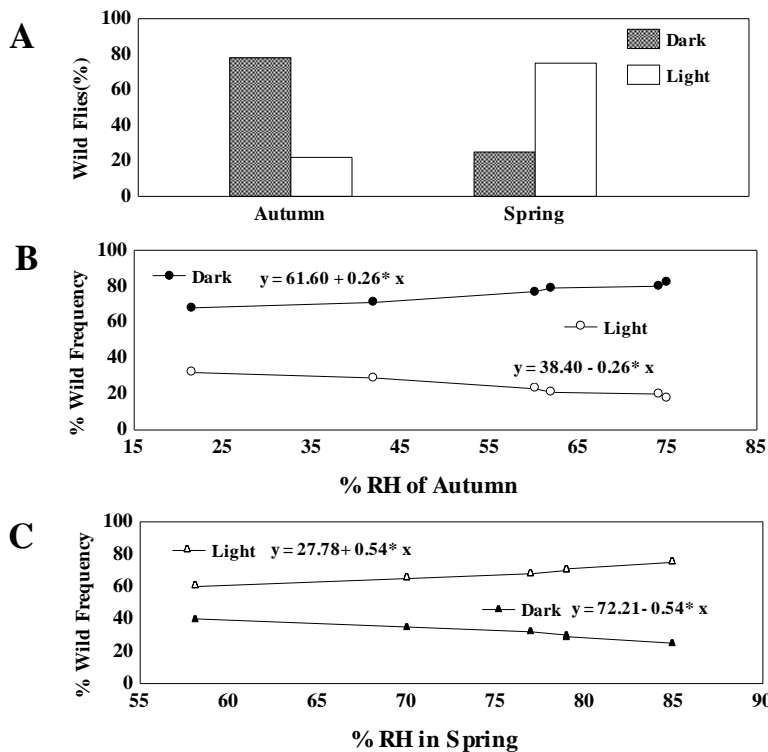 A
100
80
60
40
20
0
Wild Flies(%)
Dark
Light
Autumn
Spring
B
100
80
60
40
20
0
% Wild Frequency
Dark
y = 61.60 + 0.26* x
Light
y = 38.40 - 0.26* x
15 25 35 45 55 65 75 85
% RH of Autumn
C
100
80
60
40
20
0
% Wild Frequency
Light y = 27.78+ 0.54* x
Dark y = 72.21- 0.54* x
55 60 65 70 75 80 85 90
% RH in Spring